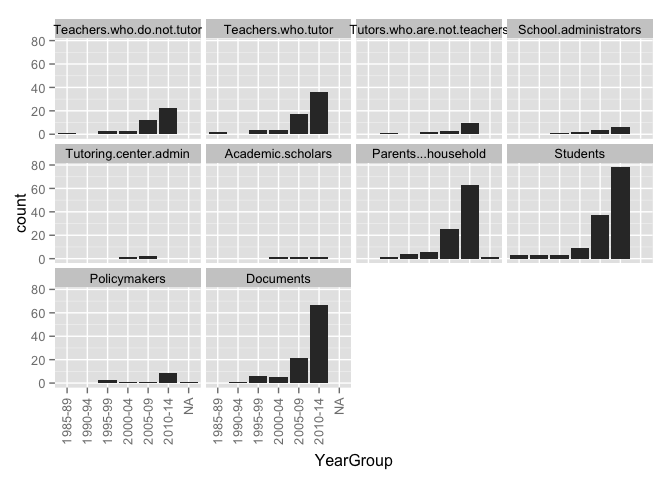 Teachers.who.do.not.tutor Teachers.who.tutor Tutors.who.are.not.teachers School.administrators
80
60
40
20
0
Tutoring.center.admin Academic.scholars Parents...household Students
80
60
40
20
0
count
Policymakers Documents
80
60
40
20
0
1985-89 1990-94 1995-99 2000-04 2005-09 2010-14 NA 1985-89 1990-94 1995-99 2000-04 2005-09 2010-14 NA
YearGroup